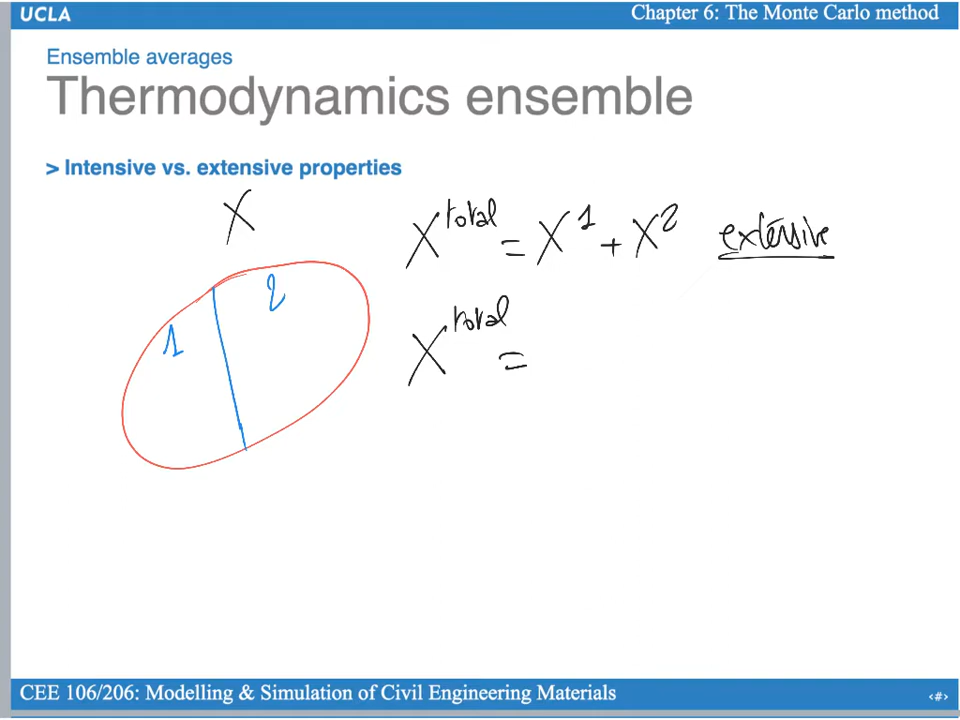 UCLA
Chapter 6: The Monte Carlo method
Ensemble averages
Thermodynamics ensemble
> Intensive vs. extensive properties
X
X^total = X^1 + X^2 extensive
1
2
X^total =
CEE 106/206: Modelling & Simulation of Civil Engineering Materials
‹#›